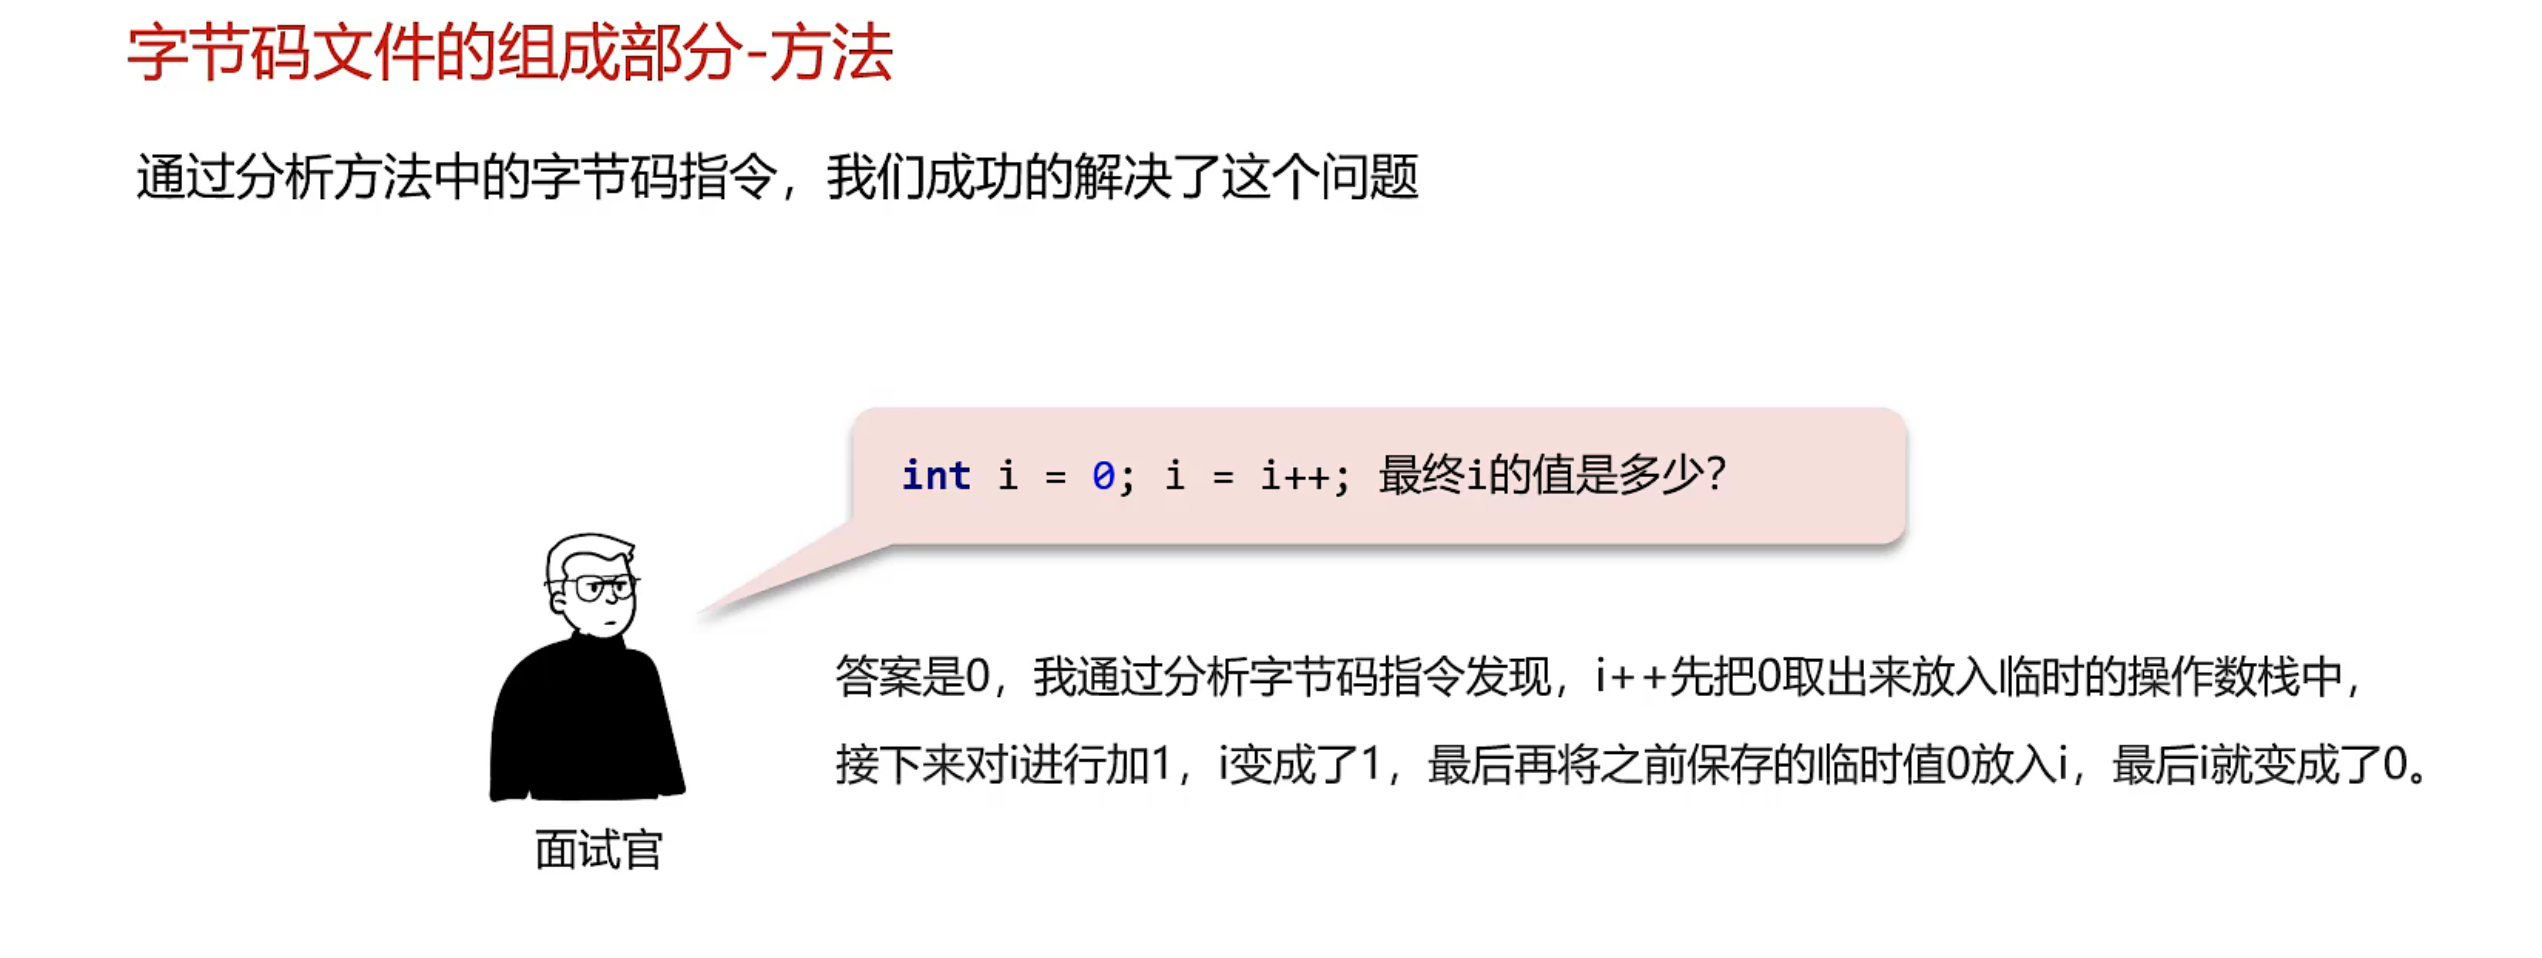 字节码文件的组成部分-方法
通过分析方法中的字节码指令，我们成功的解决了这个问题
int i = 0; i = i++; 最终i的值是多少？
答案是0，我通过分析字节码指令发现，i++先把0取出来放入临时的操作数栈中，
接下来对i进行加1，i变成了1，最后再将之前保存的临时值0放入i，最后i就变成了0。
面试官